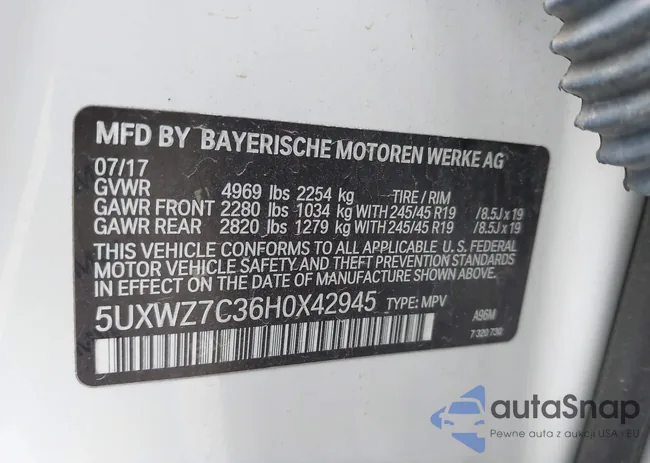 MFD BY BAYERISCHE MOTOREN WERKE AG
07/17
GVWR 4969 lbs 2254 kg TIRE / RIM
GAWR FRONT 2280 lbs 1034 kg WITH 245/45 R19 /8.5J x 19
GAWR REAR 2820 lbs 1279 kg WITH 245/45 R19 /8.5J x 19
THIS VEHICLE CONFORMS TO ALL APPLICABLE U. S. FEDERAL
MOTOR VEHICLE SAFETY AND THEFT PREVENTION STANDARDS
IN EFFECT ON THE DATE OF MANUFACTURE SHOWN ABOVE.
5UXWZ7C36H0X42945 TYPE: MPV
A96M
7 320 730
autaSnap
Pewne auta z aukcji USA i EU